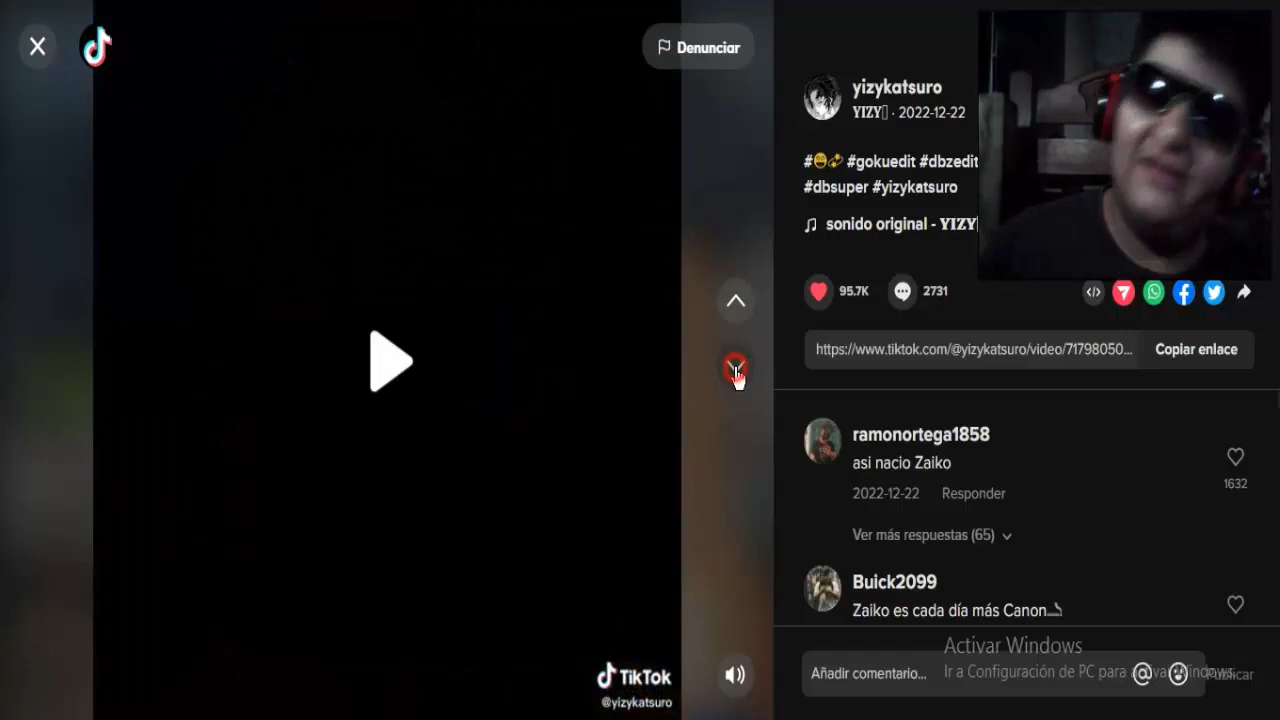 Denunciar
yizykatsuro
YIZY · 2022-12-22
# #gokuedit #dbzedit
#dbsuper #yizykatsuro
sonido original - YIZY
95.7K
2731
https://www.tiktok.com/@yizykatsuro/video/71798050...
Copiar enlace
ramonortega1858
asi nacio Zaiko
1632
2022-12-22 Responder
Ver más respuestas (65)
Buick2099
Zaiko es cada día más Canon
Activar Windows
Ir a Configuración de PC para activar Windows.
Añadir comentario...
Publicar
TikTok
@yizykatsuro